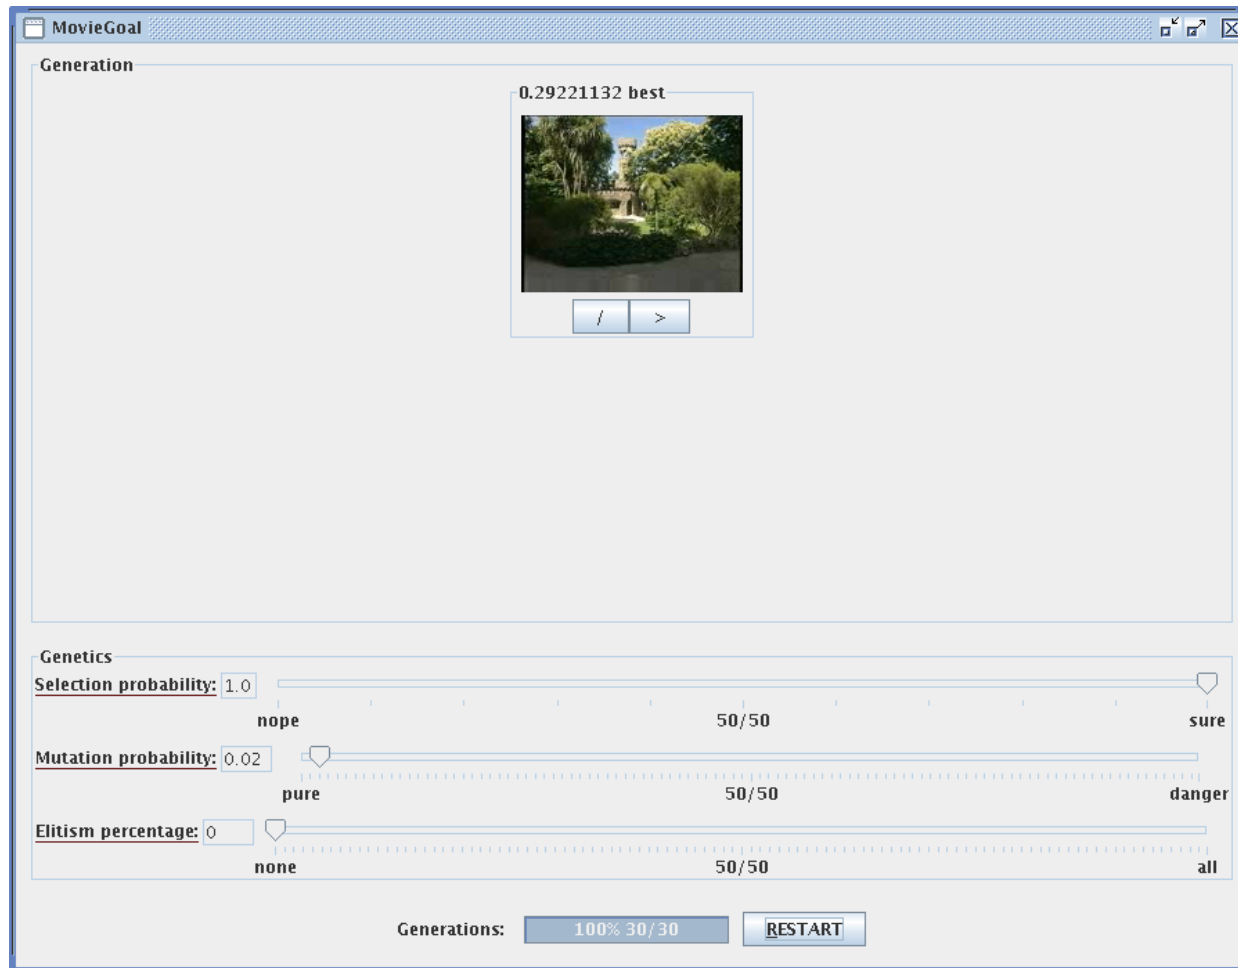 MovieGoal
Generation
0.29221132 best
/ >
Genetics
Selection probability: 1.0
nope 50/50 sure
Mutation probability: 0.02
pure 50/50 danger
Elitism percentage: 0
none 50/50 all
Generations: 100% 30/30 RESTART